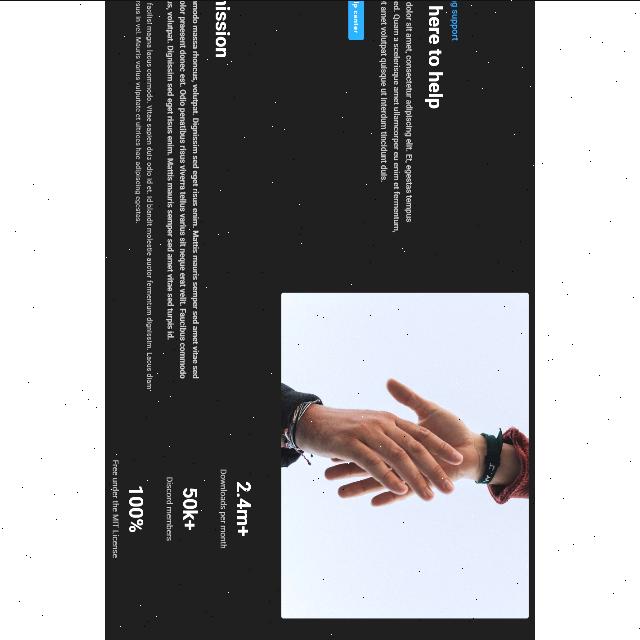 support
here to help
dolor sit amet, consectetur adipiscing elit. Et, egestas tempus
ed. Quam a scelerisque amet ullamcorper eu enim et fermentum,
amet volutpat quisque ut interdum tincidunt duis.
center
ission
massa rhoncus, volutpat. Dignissim sed eget risus enim. Mattis mauris semper sed amet vitae sed
olor praesent donec est. Odio penatibus risus viverra tellus varius sit neque erat velit. Faucibus commodo
us, volutpat. Dignissim sed eget risus enim. Mattis mauris semper sed amet vitae sed turpis id.
facilisi magna lacus commodo. Vitae sapien duis odio id et. Id blandit molestie auctor fermentum dignissim. Lacus diam
in vel. Mauris varius vulputate et ultrices hac adipiscing egestas.
2.4m+
Downloads per month
50k+
Discord members
100%
Free under the MIT License